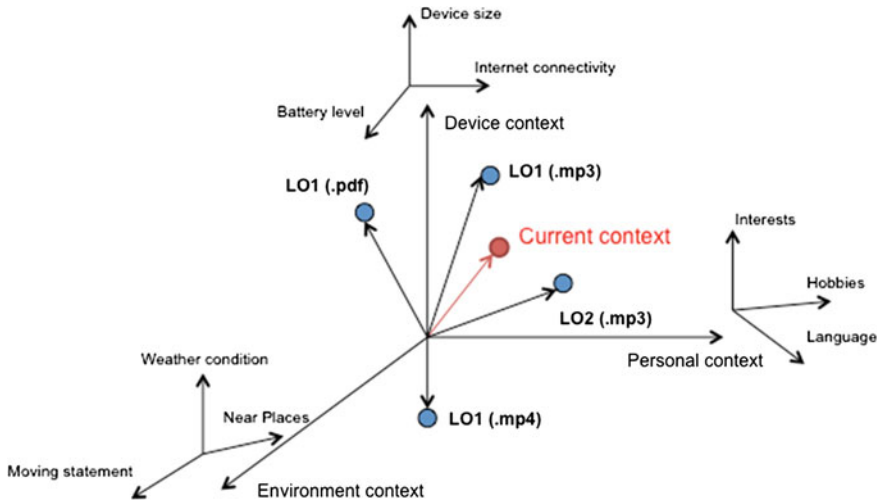 Device size
Internet connectivity
Battery level
Device context
LO1 (.pdf)
LO1 (.mp3)
Current context
Interests
Hobbies
LO2 (.mp3)
Language
Personal context
Weather condition
Near Places
LO1 (.mp4)
Moving statement
Environment context